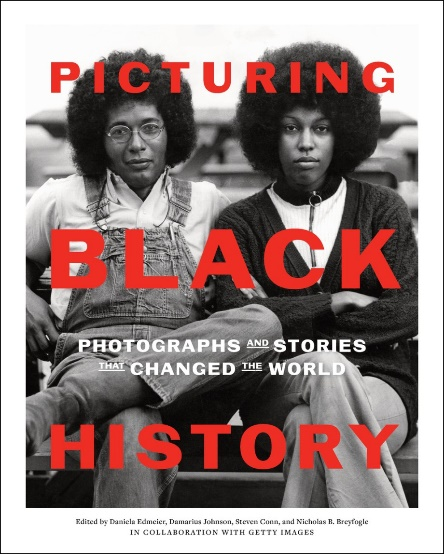 PICTURING
BLACK
PHOTOGRAPHS AND STORIES
THAT CHANGED THE WORLD
HISTORY
Edited by Daniela Edmeier, Damarius Johnson, Steven Conn, and Nicholas B. Breyfogle
IN COLLABORATION WITH GETTY IMAGES